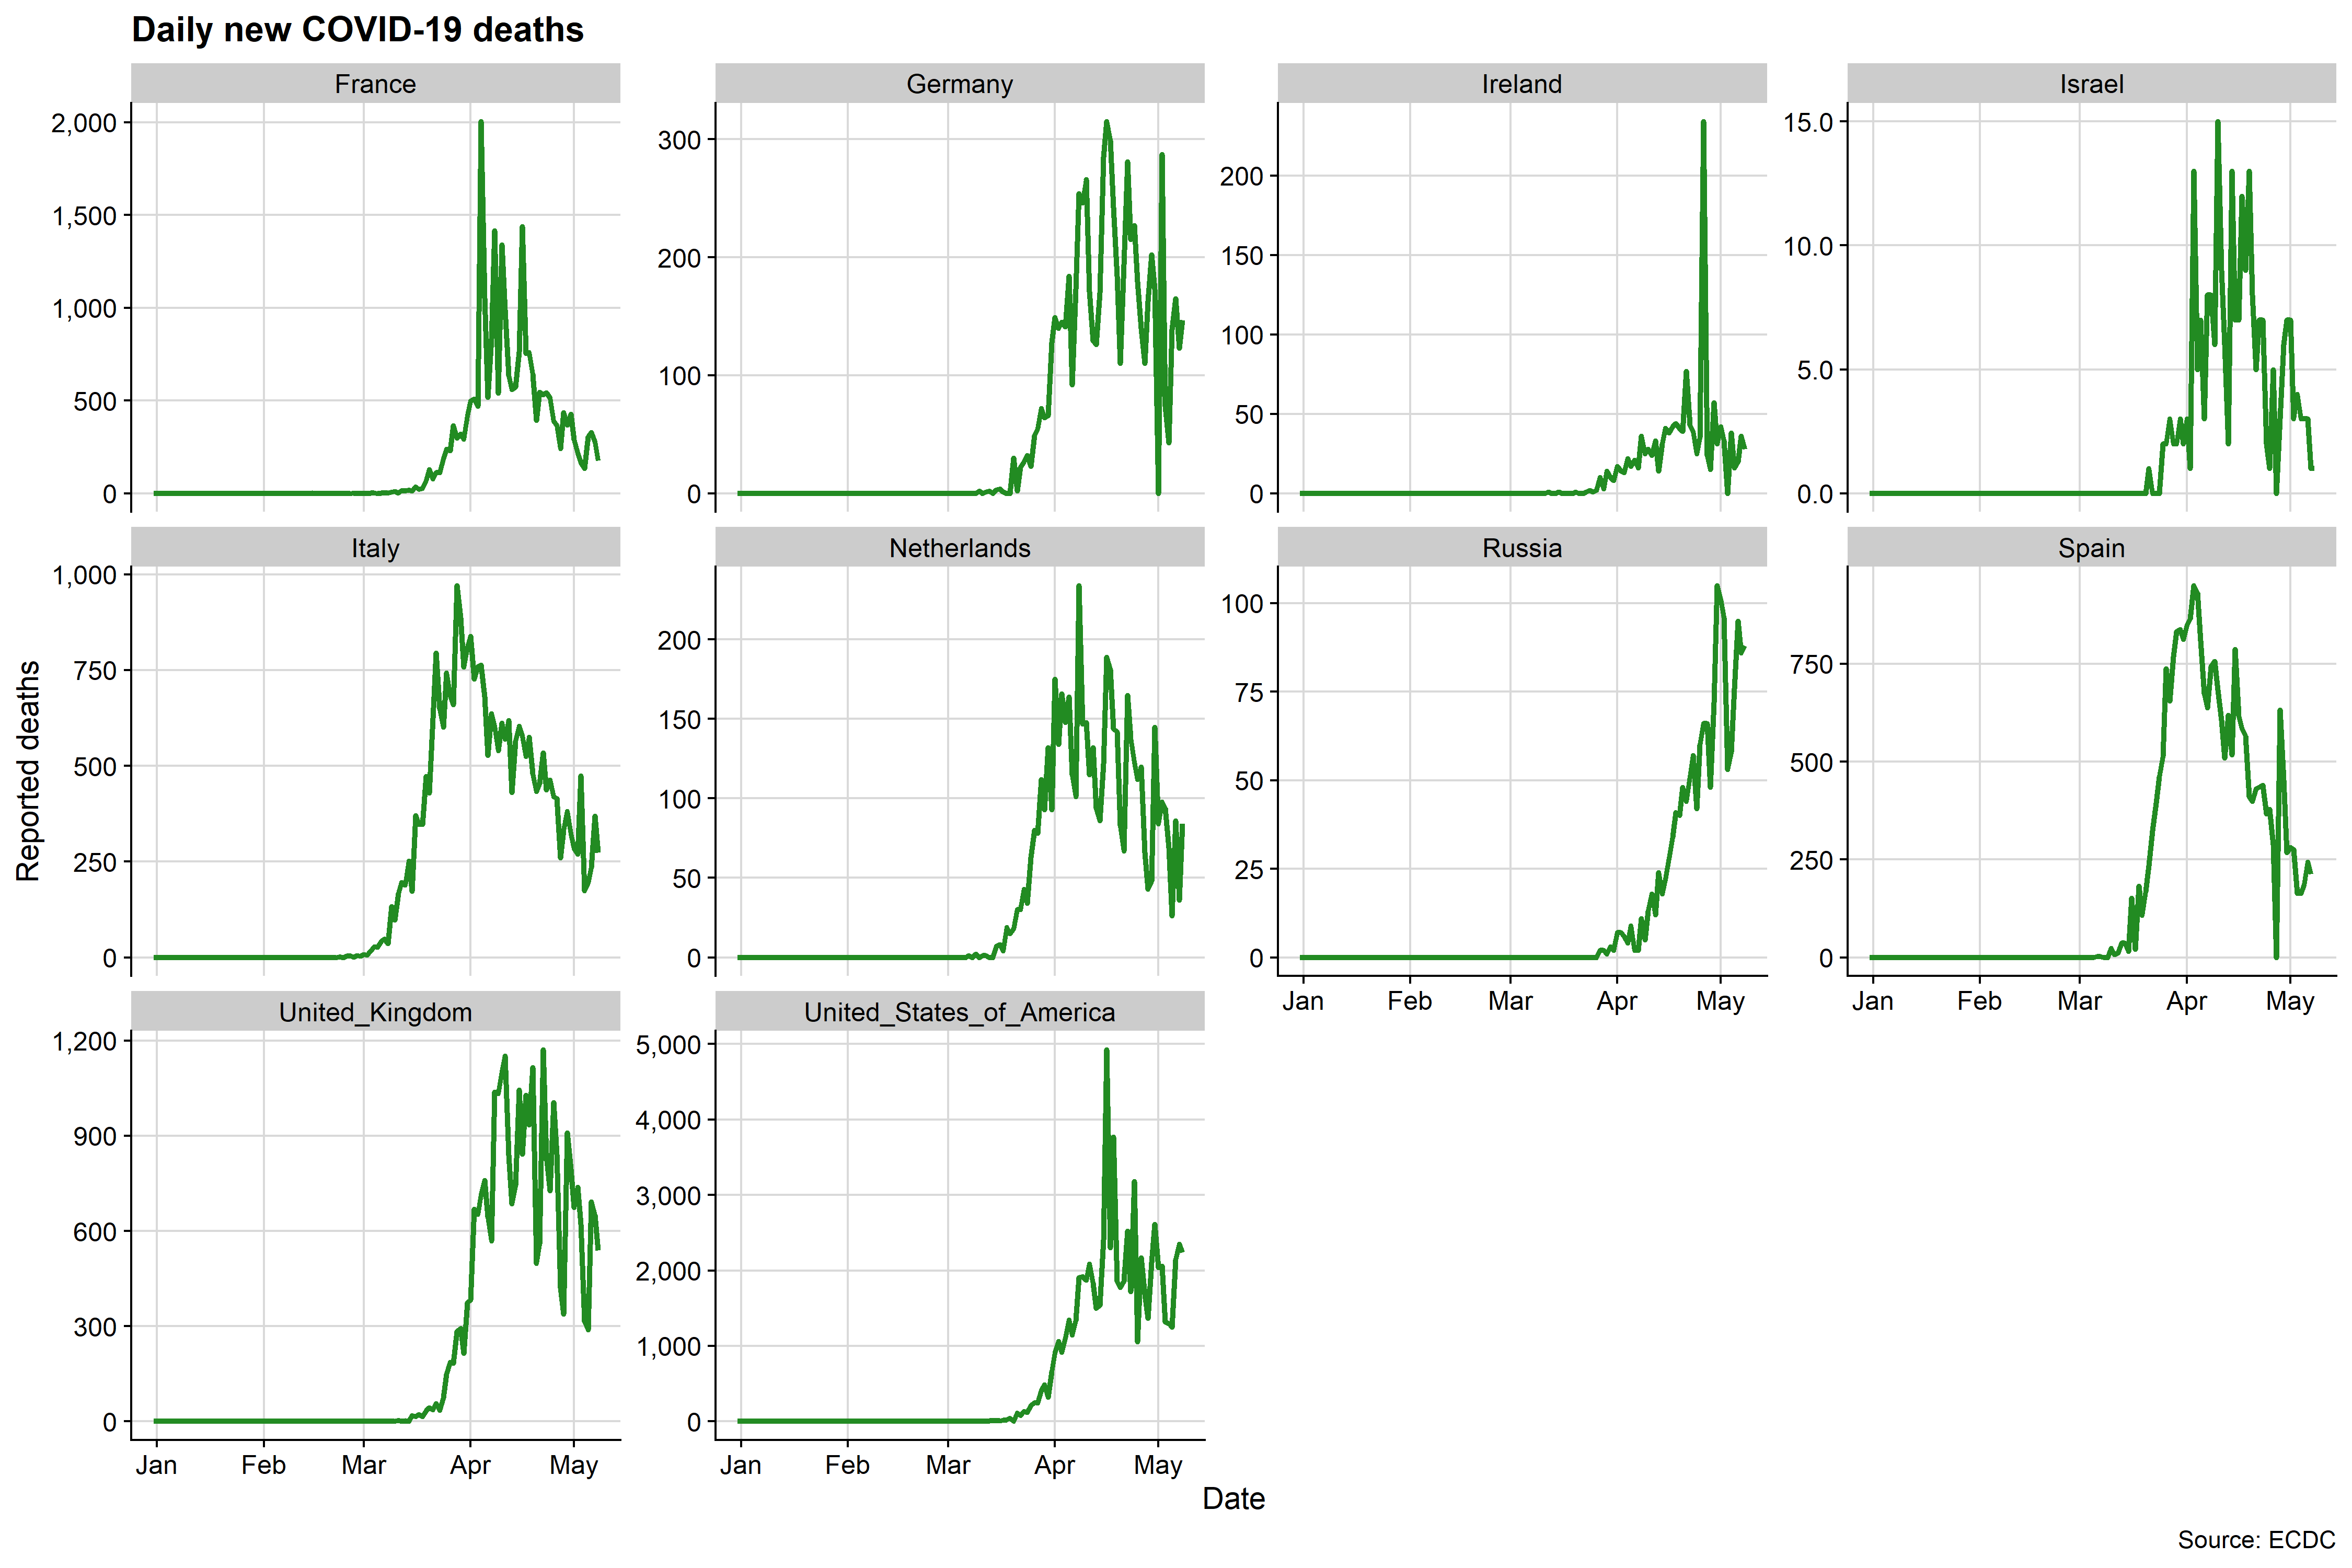 Daily new COVID-19 deaths
France
Germany
Ireland
Israel
2,000
1,500
1,000
500
0
300
200
100
0
200
150
100
50
0
15.0
10.0
5.0
0.0
Italy
Netherlands
Russia
Spain
1,000
750
500
250
0
200
150
100
50
0
100
75
50
25
0
750
500
250
0
Jan Feb Mar Apr May
Jan Feb Mar Apr May
United_Kingdom
United_States_of_America
1,200
900
600
300
0
5,000
4,000
3,000
2,000
1,000
0
Jan Feb Mar Apr May
Jan Feb Mar Apr May
Reported deaths
Date
Source: ECDC